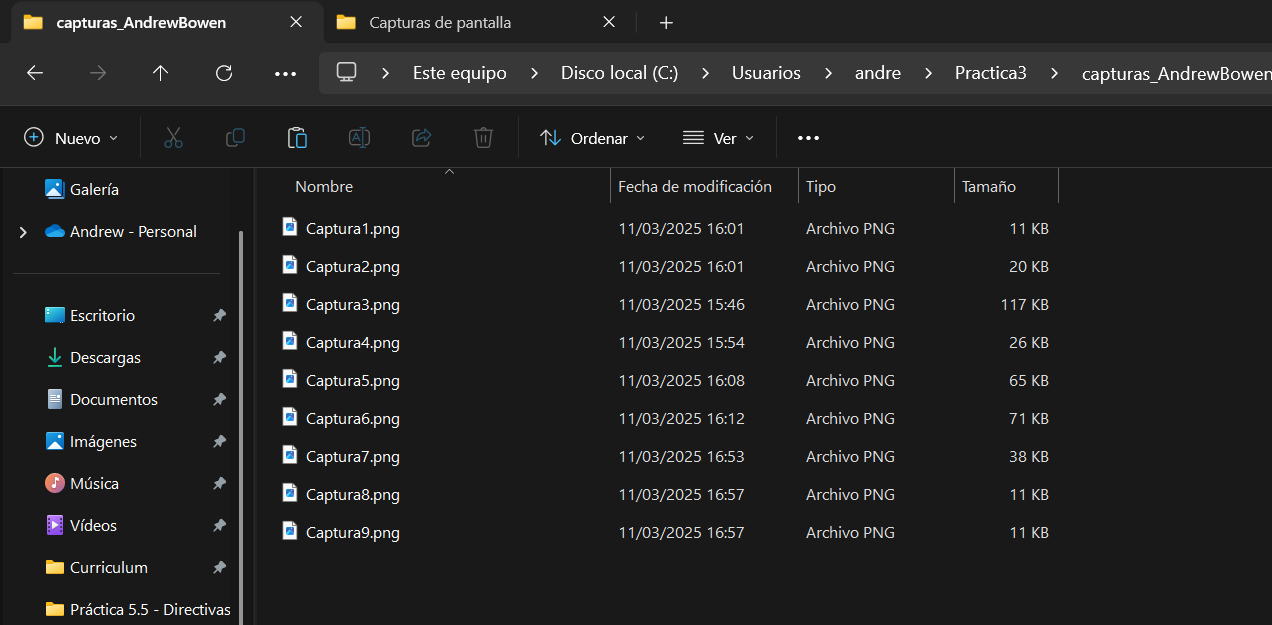 capturas_AndrewBowen
Capturas de pantalla
Este equipo > Disco local (C:) > Usuarios > andre > Practica3 > capturas_AndrewBowen
Nuevo
Ordenar
Ver
Galería
Andrew - Personal
Escritorio
Descargas
Documentos
Imágenes
Música
Vídeos
Curriculum
Práctica 5.5 - Directivas
Nombre Fecha de modificación Tipo Tamaño
Captura1.png 11/03/2025 16:01 Archivo PNG 11 KB
Captura2.png 11/03/2025 16:01 Archivo PNG 20 KB
Captura3.png 11/03/2025 15:46 Archivo PNG 117 KB
Captura4.png 11/03/2025 15:54 Archivo PNG 26 KB
Captura5.png 11/03/2025 16:08 Archivo PNG 65 KB
Captura6.png 11/03/2025 16:12 Archivo PNG 71 KB
Captura7.png 11/03/2025 16:53 Archivo PNG 38 KB
Captura8.png 11/03/2025 16:57 Archivo PNG 11 KB
Captura9.png 11/03/2025 16:57 Archivo PNG 11 KB